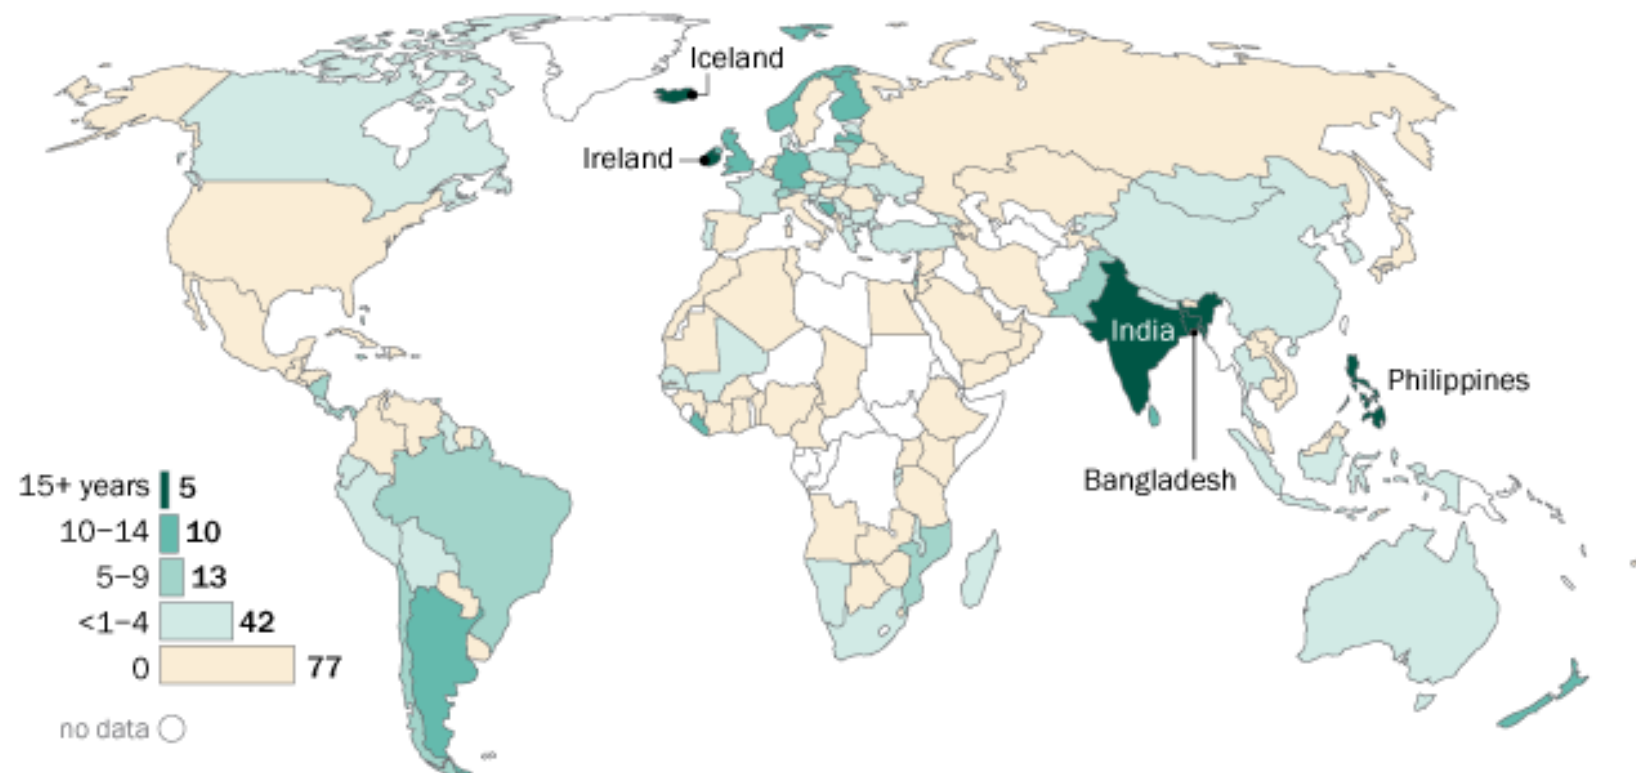 Iceland
Ireland
India
Philippines
Bangladesh
15+ years 5
10–14 10
5–9 13
<1–4 42
0 77
no data